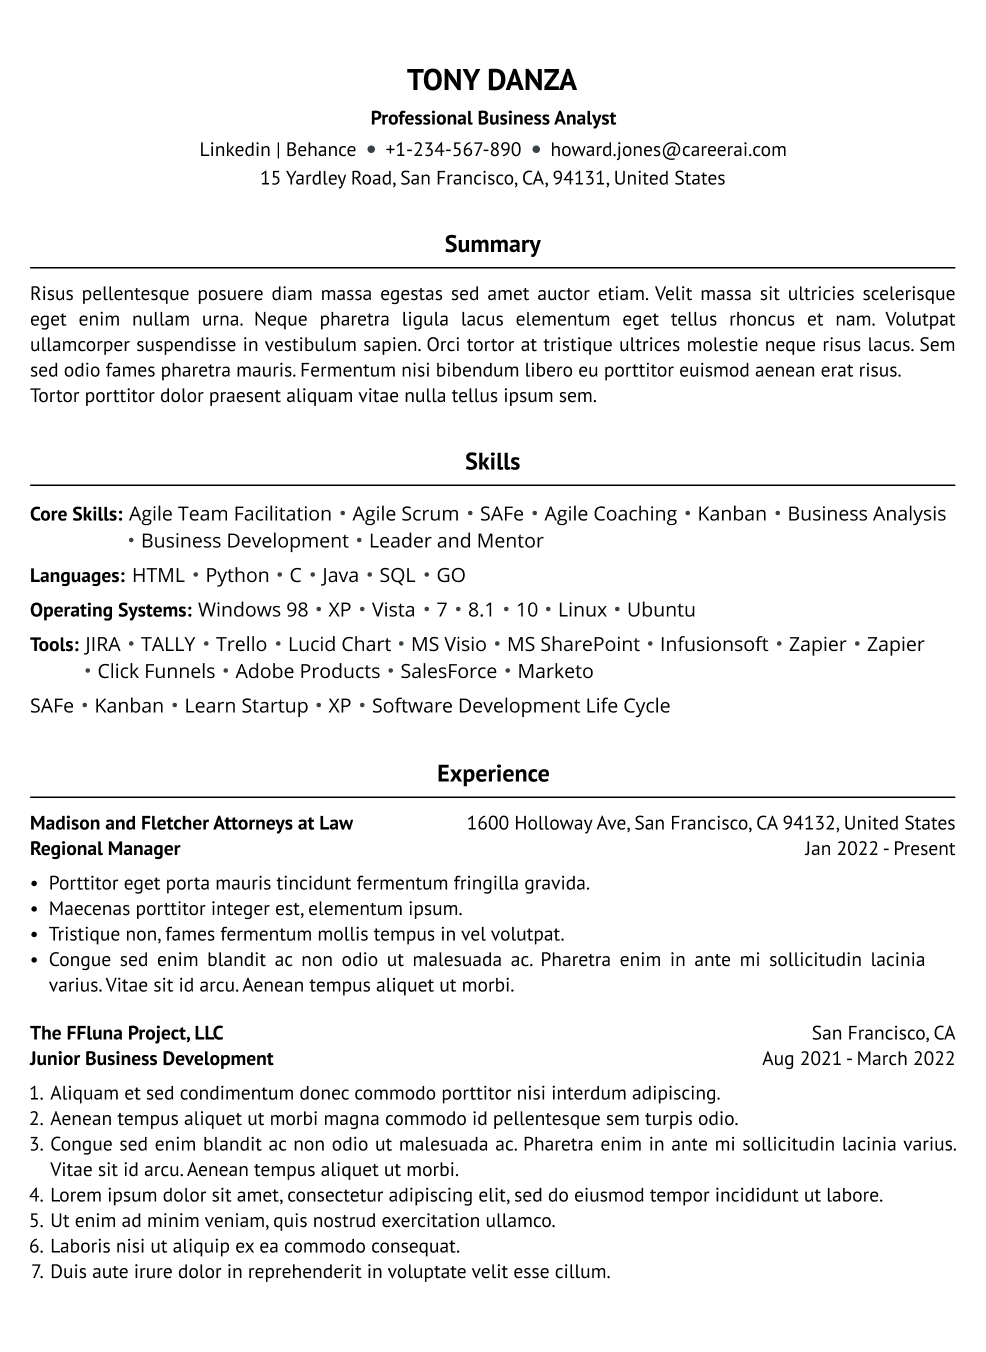 TONY DANZA
Professional Business Analyst
Linkedin | Behance • +1-234-567-890 • howard.jones@careerai.com
15 Yardley Road, San Francisco, CA, 94131, United States
Summary
Risus pellentesque posuere diam massa egestas sed amet auctor etiam. Velit massa sit ultricies scelerisque
eget enim nullam urna. Neque pharetra ligula lacus elementum eget tellus rhoncus et nam. Volutpat
ullamcorper suspendisse in vestibulum sapien. Orci tortor at tristique ultrices molestie neque risus lacus. Sem
sed odio fames pharetra mauris. Fermentum nisi bibendum libero eu porttitor euismod aenean erat risus.
Tortor porttitor dolor praesent aliquam vitae nulla tellus ipsum sem.
Skills
Core Skills: Agile Team Facilitation • Agile Scrum • SAFe • Agile Coaching • Kanban • Business Analysis
• Business Development • Leader and Mentor
Languages: HTML • Python • C • Java • SQL • GO
Operating Systems: Windows 98 • XP • Vista • 7 • 8.1 • 10 • Linux • Ubuntu
Tools: JIRA • TALLY • Trello • Lucid Chart • MS Visio • MS SharePoint • Infusionsoft • Zapier • Zapier
• Click Funnels • Adobe Products • SalesForce • Marketo
SAFe • Kanban • Learn Startup • XP • Software Development Life Cycle
Experience
Madison and Fletcher Attorneys at Law 1600 Holloway Ave, San Francisco, CA 94132, United States
Regional Manager Jan 2022 - Present
• Porttitor eget porta mauris tincidunt fermentum fringilla gravida.
• Maecenas porttitor integer est, elementum ipsum.
• Tristique non, fames fermentum mollis tempus in vel volutpat.
• Congue sed enim blandit ac non odio ut malesuada ac. Pharetra enim in ante mi sollicitudin lacinia
varius. Vitae sit id arcu. Aenean tempus aliquet ut morbi.
The FFluna Project, LLC San Francisco, CA
Junior Business Development Aug 2021 - March 2022
1. Aliquam et sed condimentum donec commodo porttitor nisi interdum adipiscing.
2. Aenean tempus aliquet ut morbi magna commodo id pellentesque sem turpis odio.
3. Congue sed enim blandit ac non odio ut malesuada ac. Pharetra enim in ante mi sollicitudin lacinia varius.
Vitae sit id arcu. Aenean tempus aliquet ut morbi.
4. Lorem ipsum dolor sit amet, consectetur adipiscing elit, sed do eiusmod tempor incididunt ut labore.
5. Ut enim ad minim veniam, quis nostrud exercitation ullamco.
6. Laboris nisi ut aliquip ex ea commodo consequat.
7. Duis aute irure dolor in reprehenderit in voluptate velit esse cillum.